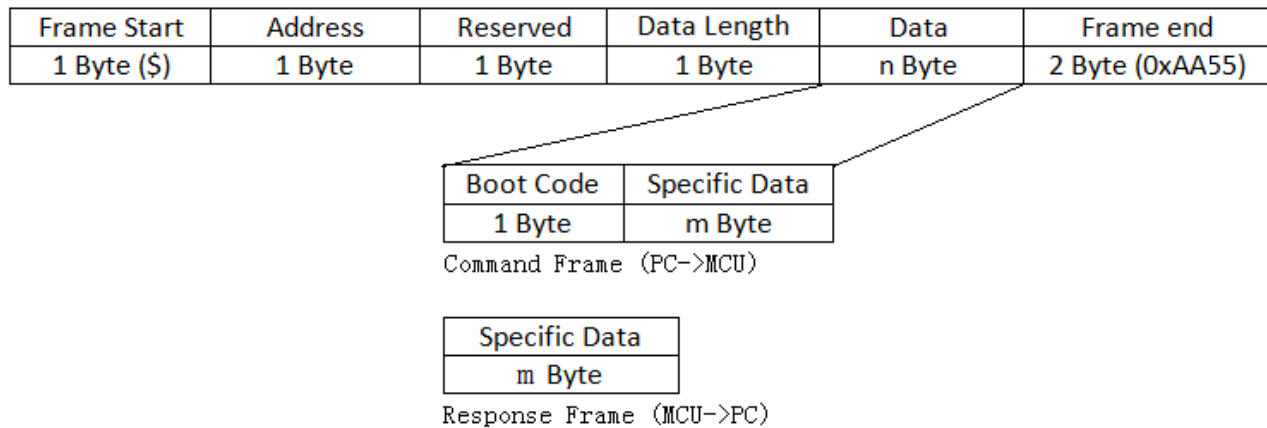 Frame Start Address Reserved Data Length Data Frame end
1 Byte ($) 1 Byte 1 Byte 1 Byte n Byte 2 Byte (0xAA55)
Boot Code Specific Data
1 Byte m Byte
Command Frame (PC->MCU)
Specific Data
m Byte
Response Frame (MCU->PC)